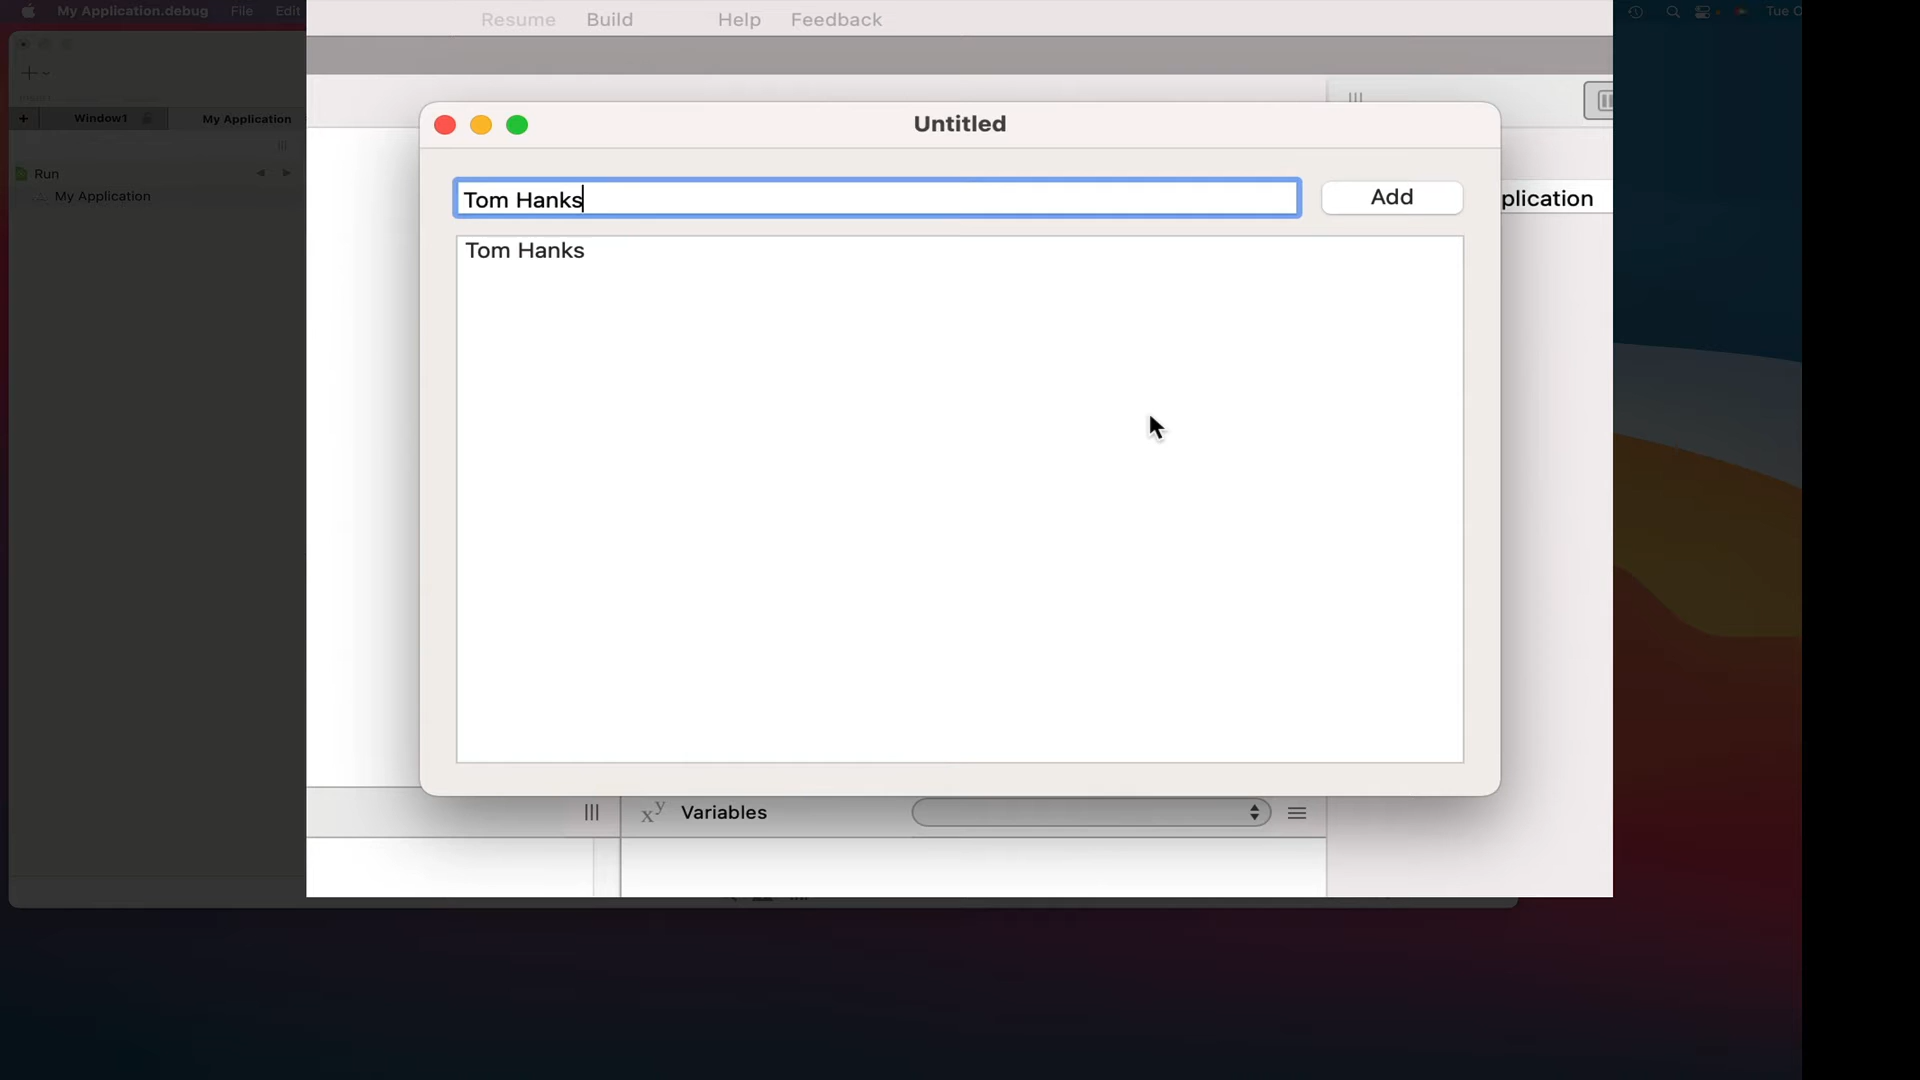 My Application.debug File Edit
Resume Build Help Feedback
Window1 My Application
Run
My Application
Untitled
Tom Hanks
Add
plication
Tom Hanks
Variables
Tue O